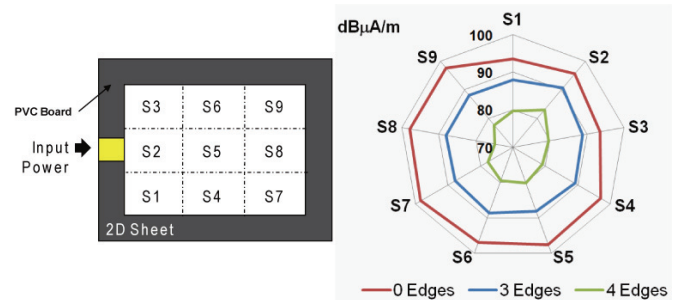 PVC Board
Input
Power
S3 S6 S9
S2 S5 S8
S1 S4 S7
2D Sheet
dBµA/m
S1
S2
S3
S4
S5
S6
S7
S8
S9
100
90
80
70
0 Edges 3 Edges 4 Edges